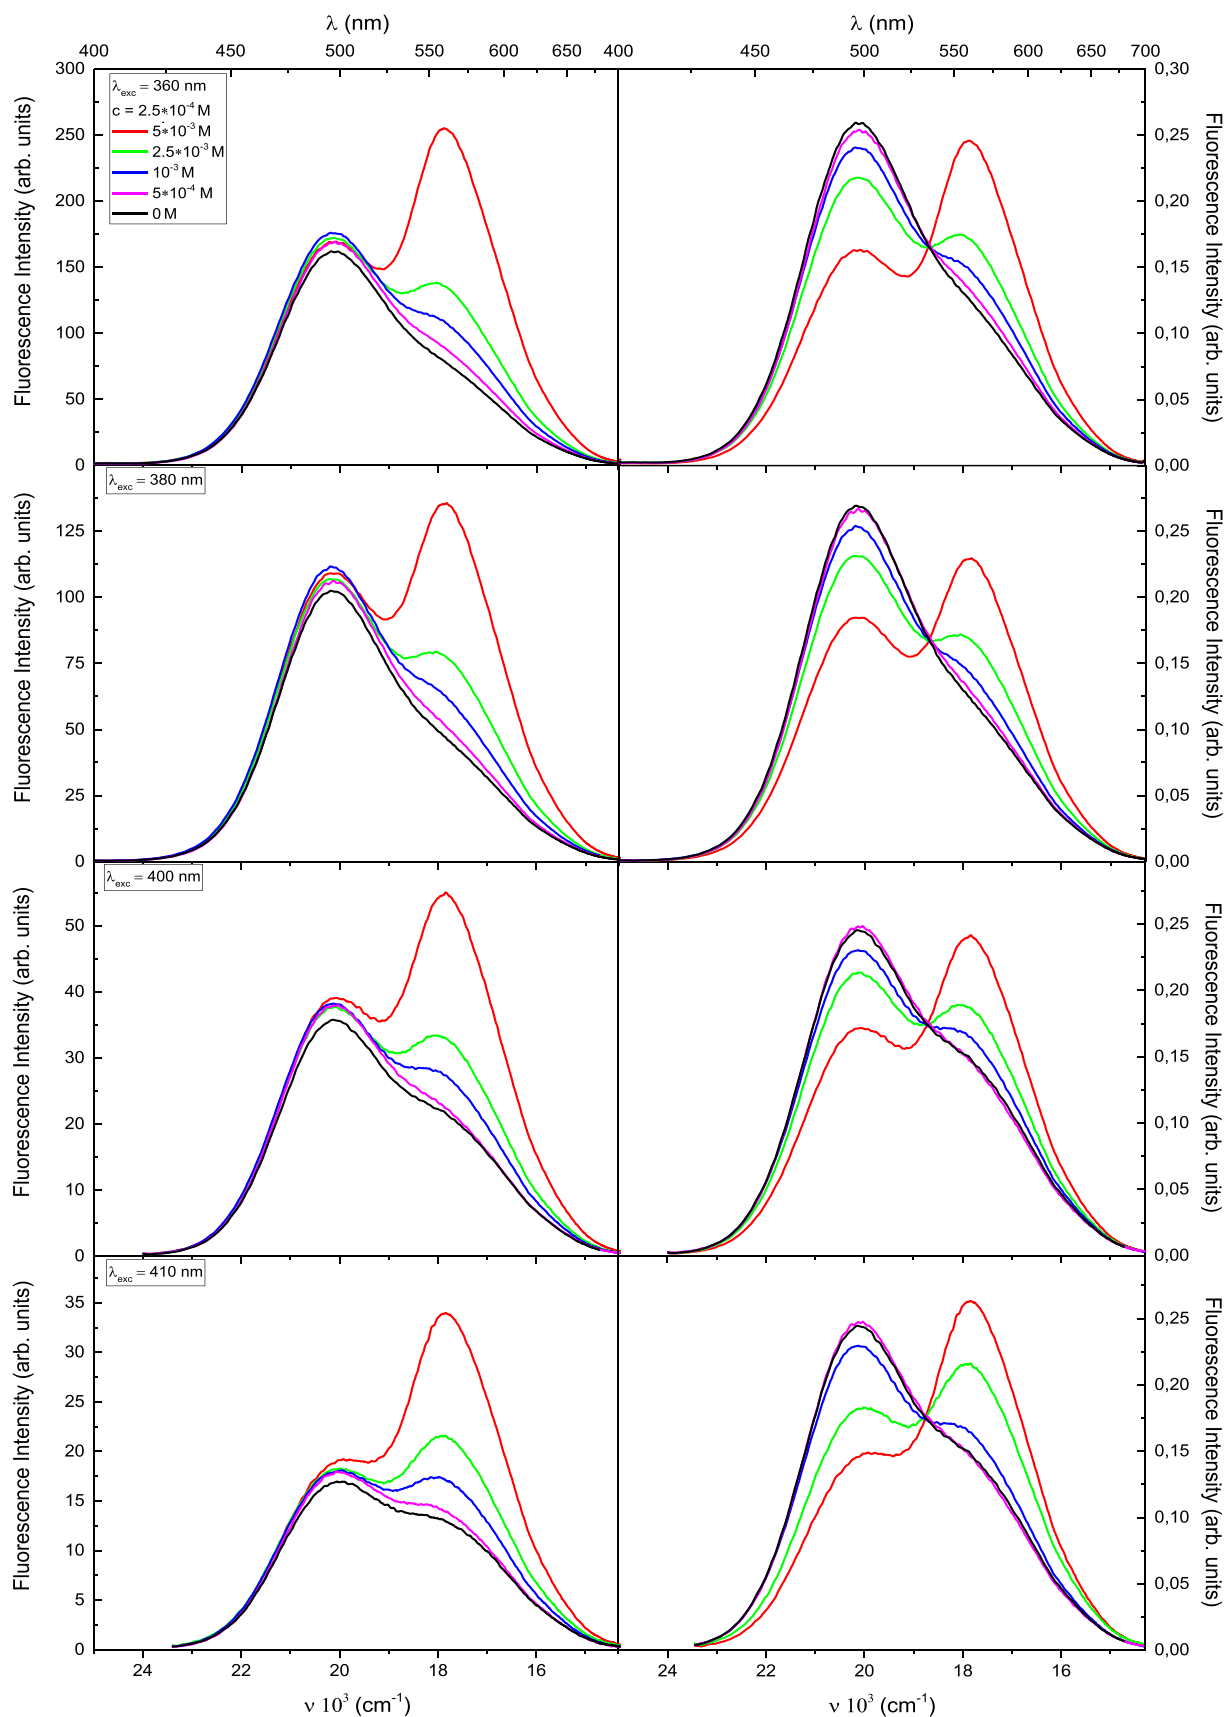 λ (nm) λ (nm)
400 450 500 550 600 650 400 450 500 550 600 650 700
λexc = 360 nm
c = 2.5*10-4 M
5*10-3 M
2.5*10-3 M
10-3 M
5*10-4 M
0 M
300
250
200
150
100
50
0
Fluorescence Intensity (arb. units)
0,30
0,25
0,20
0,15
0,10
0,05
0,00
Fluorescence Intensity (arb. units)
λexc = 380 nm
125
100
75
50
25
0
Fluorescence Intensity (arb. units)
0,25
0,20
0,15
0,10
0,05
0,00
Fluorescence Intensity (arb. units)
λexc = 400 nm
50
40
30
20
10
0
Fluorescence Intensity (arb. units)
0,25
0,20
0,15
0,10
0,05
0,00
Fluorescence Intensity (arb. units)
λexc = 410 nm
35
30
25
20
15
10
5
0
Fluorescence Intensity (arb. units)
0,25
0,20
0,15
0,10
0,05
0,00
Fluorescence Intensity (arb. units)
24 22 20 18 16 24 22 20 18 16
ν 10³ (cm-1) ν 10³ (cm-1)